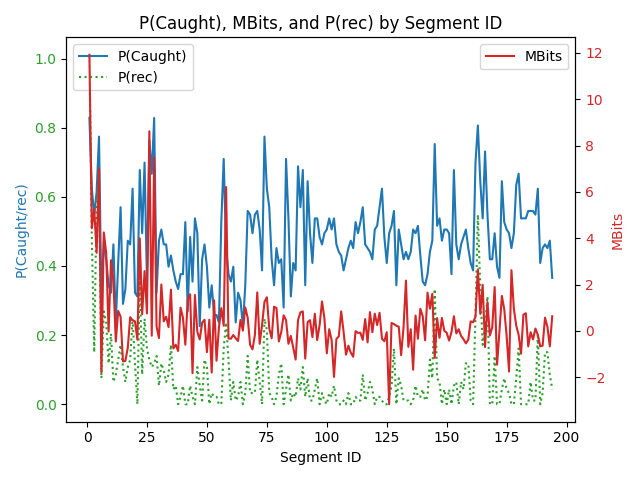 P(Caught), MBits, and P(rec) by Segment ID
P(Caught)
P(rec)
MBits
1.0
0.8
0.6
0.4
0.2
0.0
P(Caught/rec)
12
10
8
6
4
2
0
−2
MBits
0 25 50 75 100 125 150 175 200
Segment ID